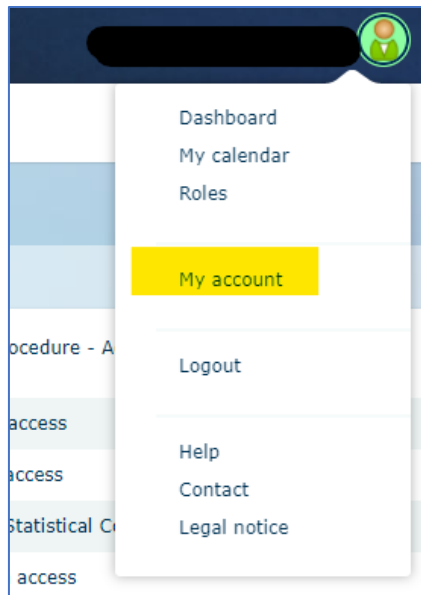 Dashboard
My calendar
Roles
My account
ocedure - A
Logout
access
Help
access
Contact
Statistical Co
Legal notice
access